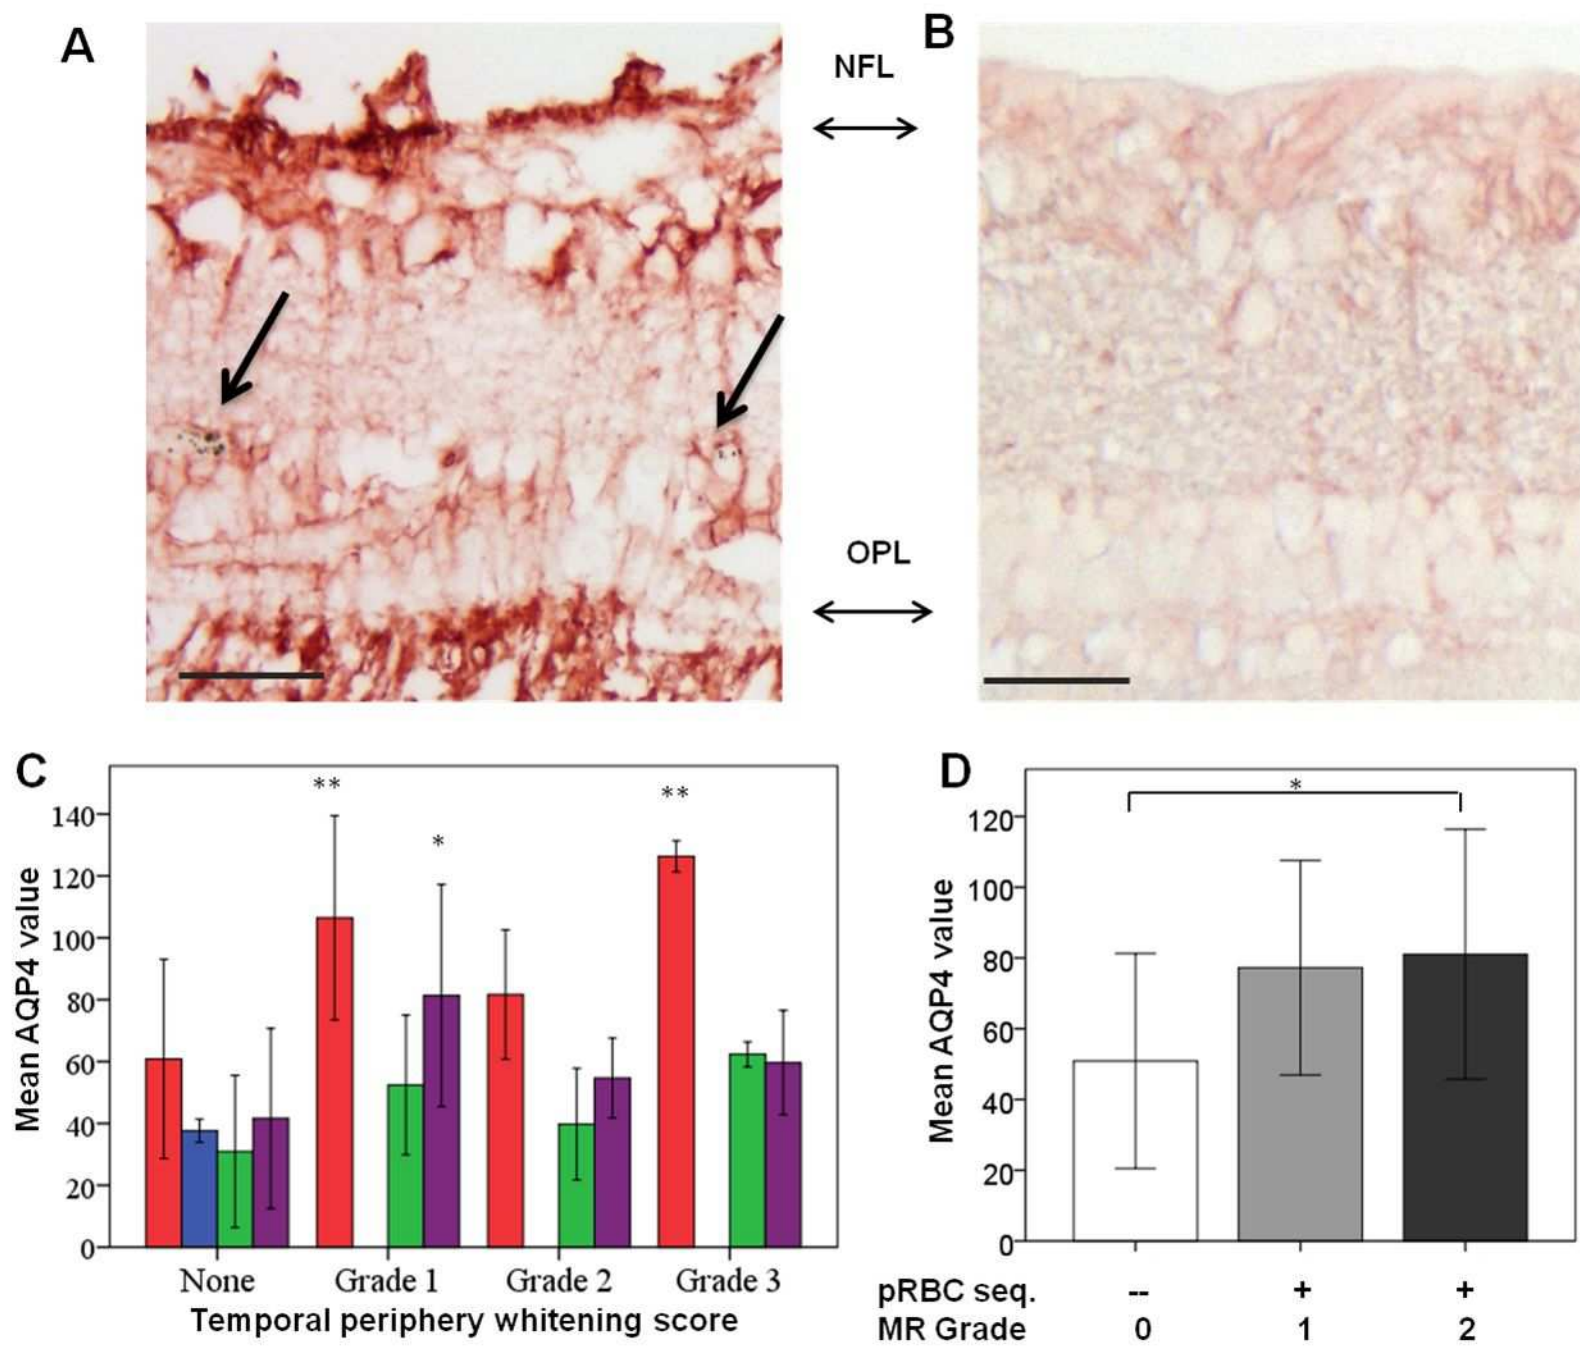 A
B
NFL
OPL
C
**
**
*
140
120
100
80
60
40
20
0
Mean AQP4 value
None Grade 1 Grade 2 Grade 3
Temporal periphery whitening score
D
*
120
100
80
60
40
20
0
Mean AQP4 value
pRBC seq. -- + +
MR Grade 0 1 2